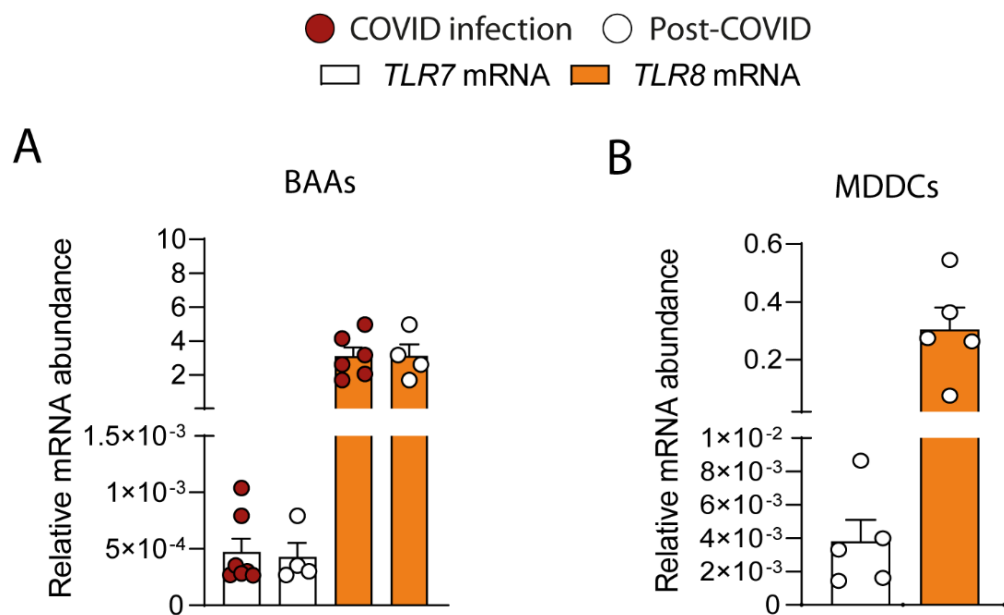 COVID infection Post-COVID
TLR7 mRNA TLR8 mRNA
A
BAAs
Relative mRNA abundance
10
8
6
4
2
1.5×10⁻³
1×10⁻³
5×10⁻⁴
0
B
MDDCs
Relative mRNA abundance
0.6
0.4
0.2
1×10⁻²
8×10⁻³
6×10⁻³
4×10⁻³
2×10⁻³
0